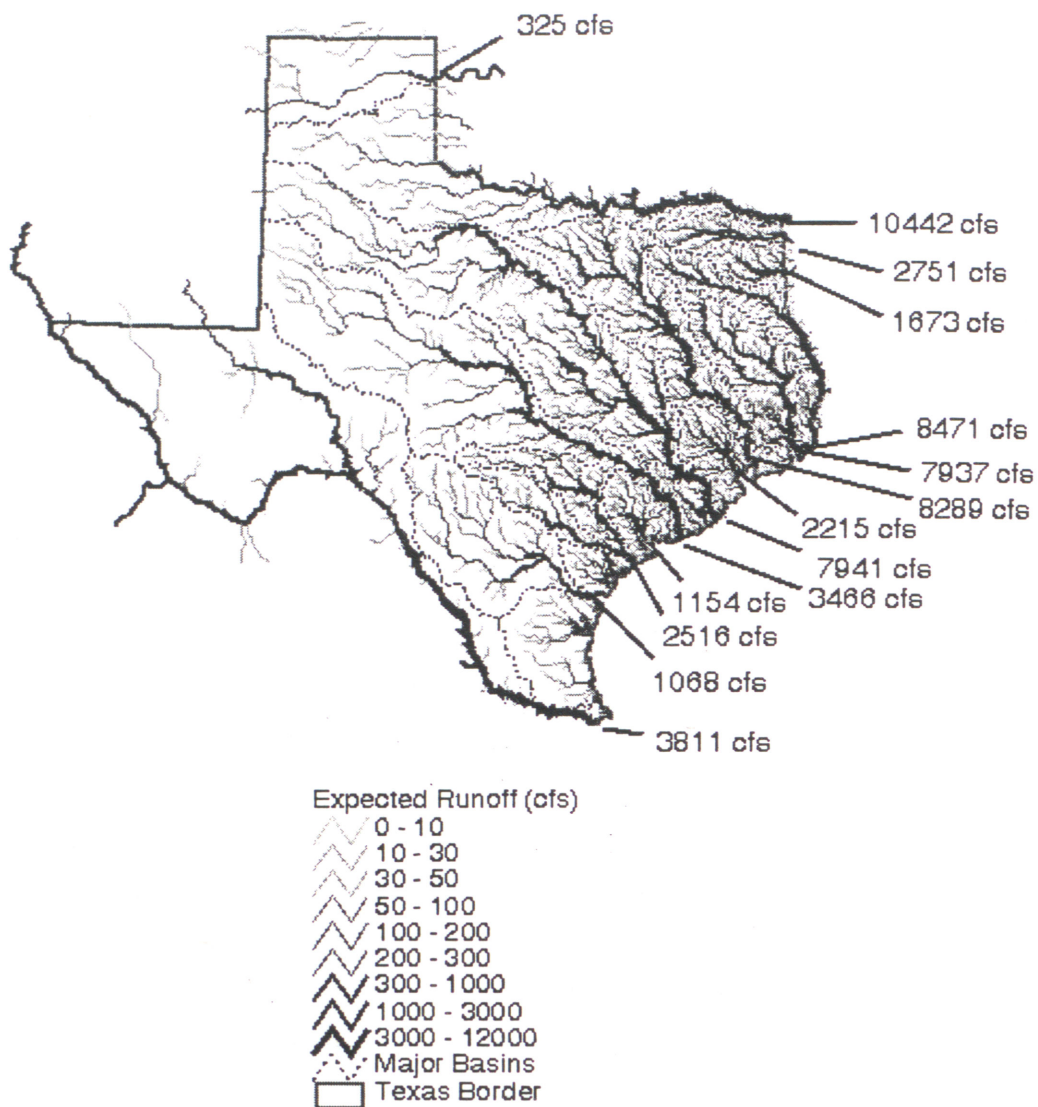 325 cfs
10442 cfs
2751 cfs
1673 cfs
8471 cfs
7937 cfs
8289 cfs
2215 cfs
7941 cfs
3466 cfs
1154 cfs
2516 cfs
1068 cfs
3811 cfs
Expected Runoff (cfs)
0 - 10
10 - 30
30 - 50
50 - 100
100 - 200
200 - 300
300 - 1000
1000 - 3000
3000 - 12000
Major Basins
Texas Border